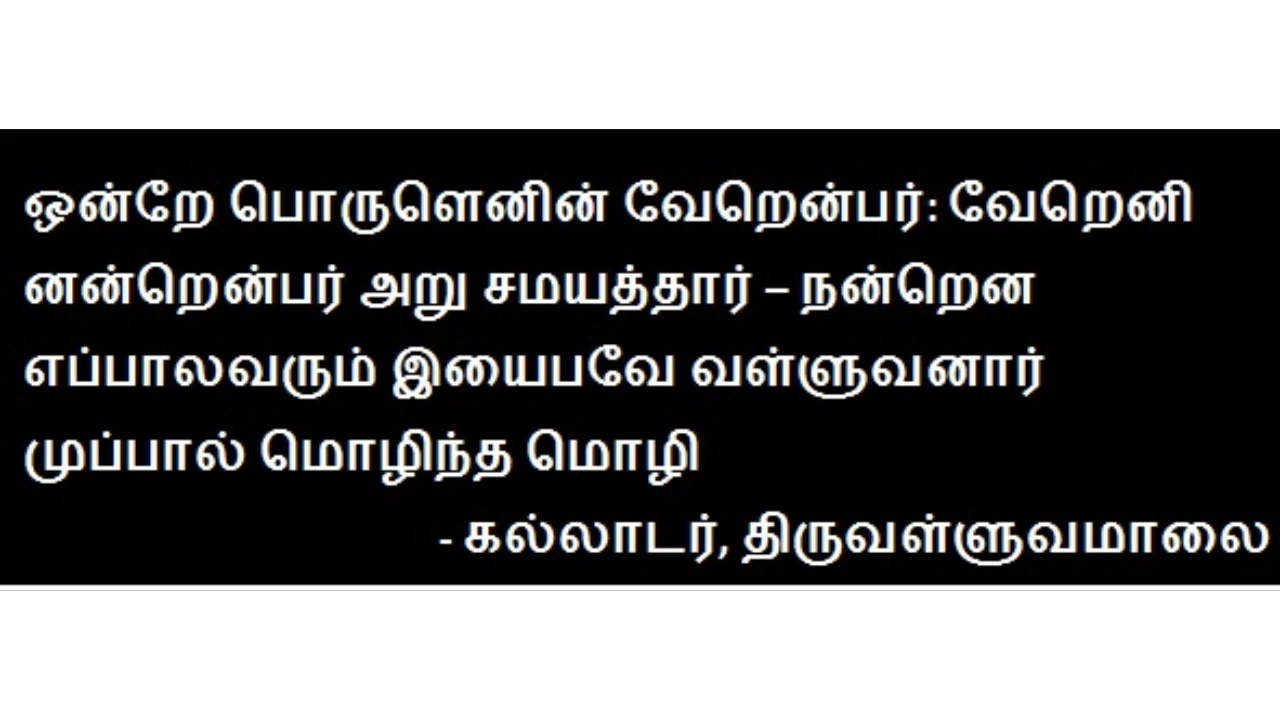 ஒன்றே பொருளெனின் வேறென்பர்: வேறெனி
னன்றென்பர் அறு சமயத்தார் – நன்றென
எப்பாலவரும் இயைபவே வள்ளுவனார்
முப்பால் மொழிந்த மொழி
- கல்லாடர், திருவள்ளுவமாலை